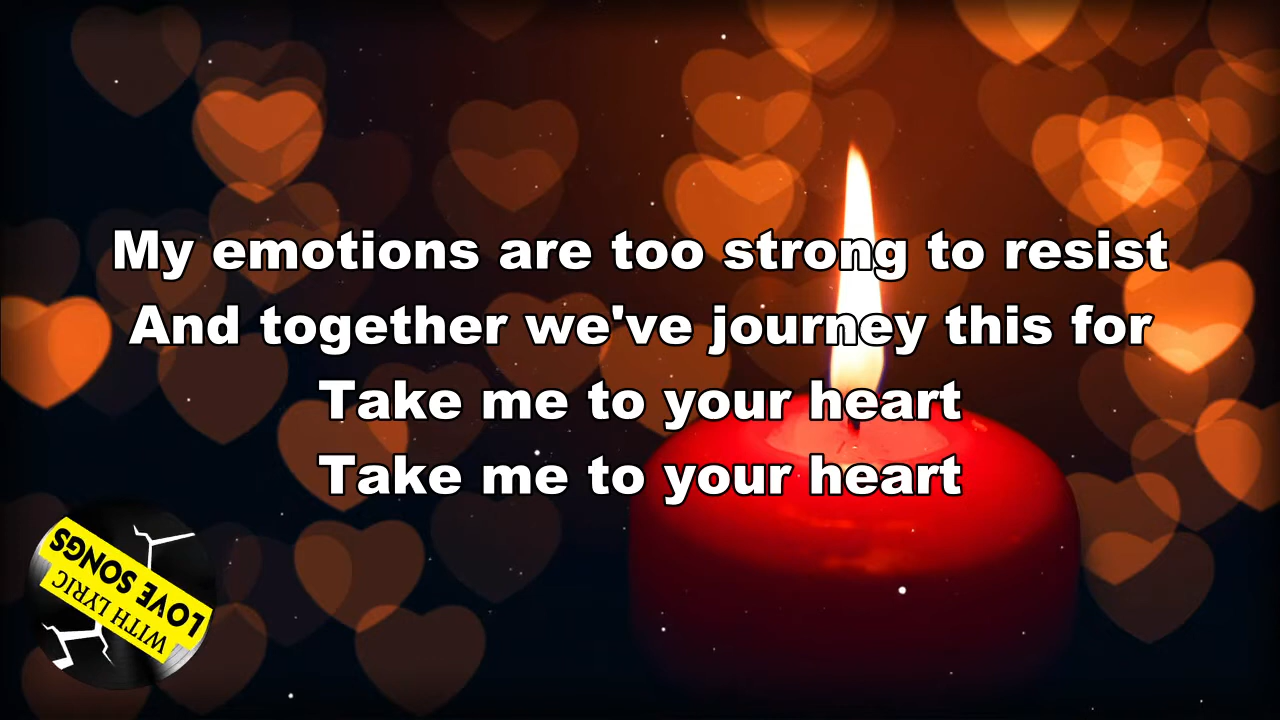 My emotions are too strong to resist
And together we've journey this for
Take me to your heart
Take me to your heart
LOVE SONGS
WITH LYRIC